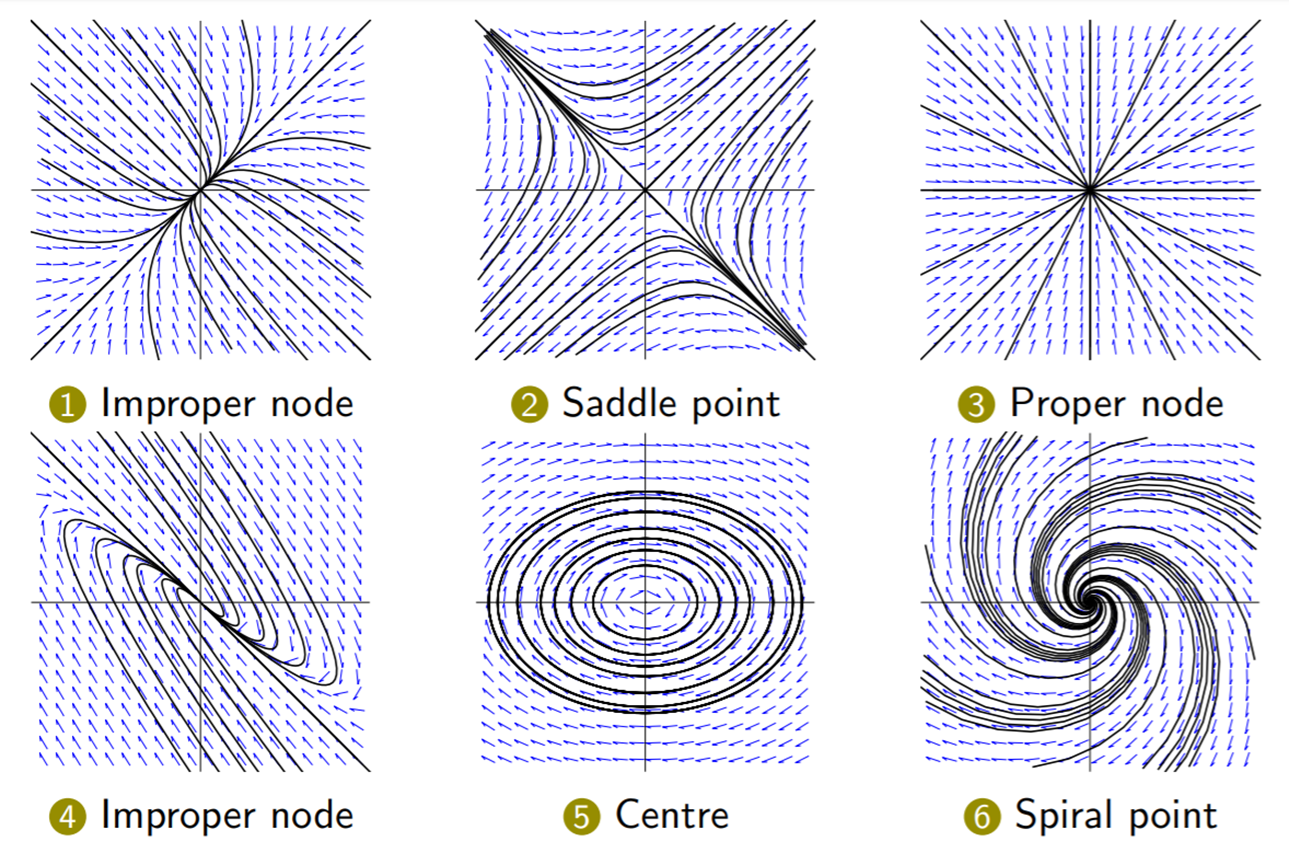 1 Improper node
2 Saddle point
3 Proper node
4 Improper node
5 Centre
6 Spiral point